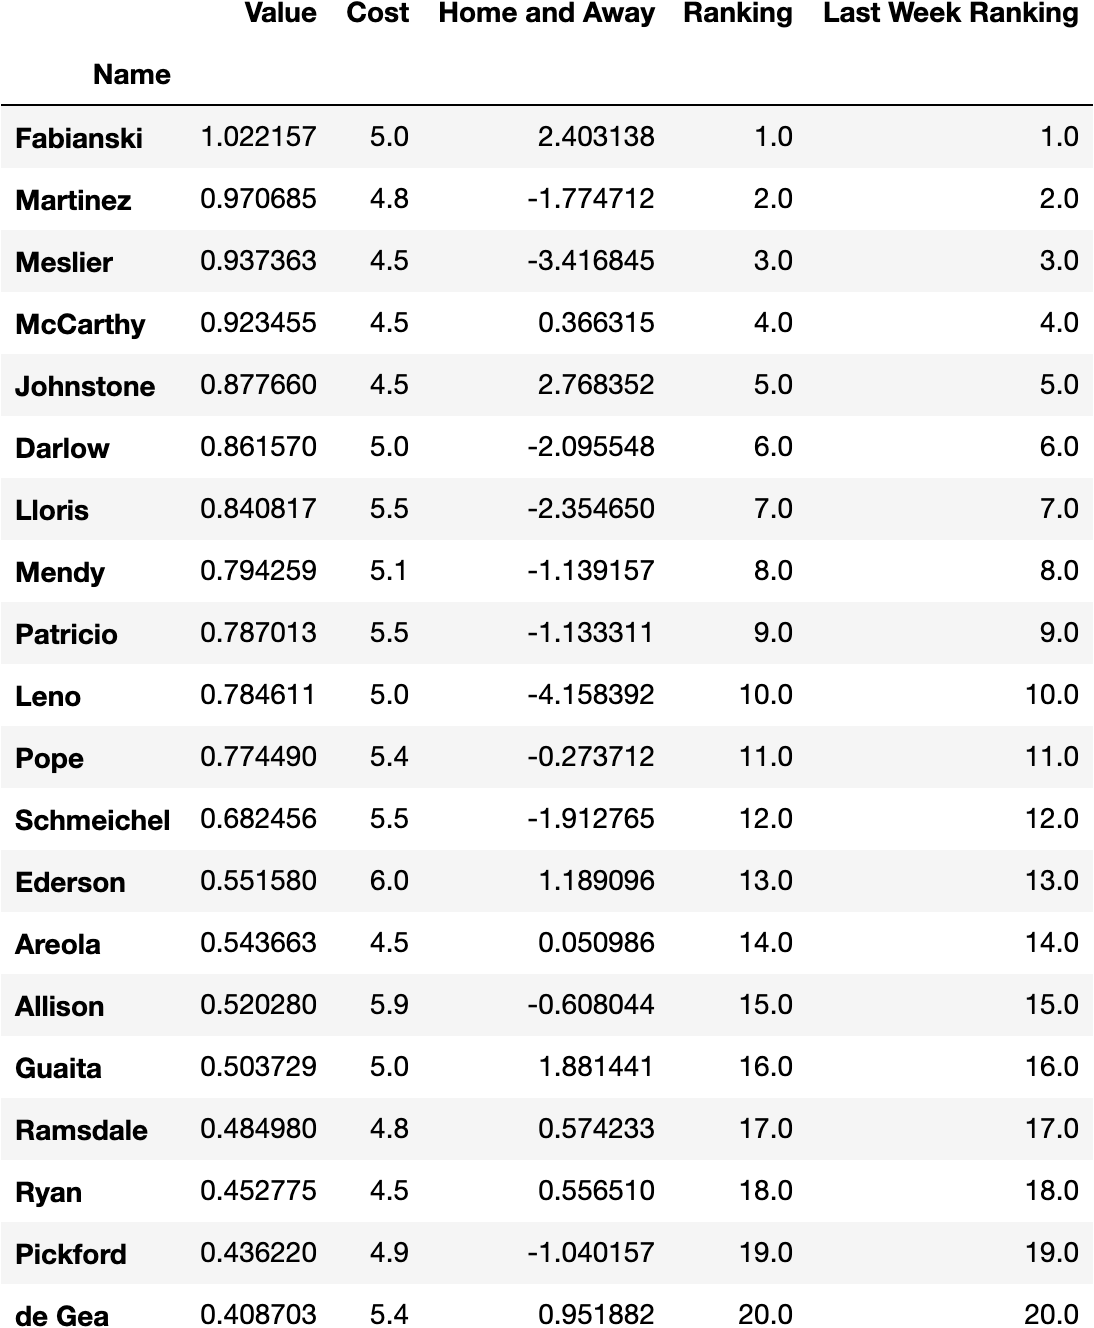 Value Cost Home and Away Ranking Last Week Ranking
Name
Fabianski 1.022157 5.0 2.403138 1.0 1.0
Martinez 0.970685 4.8 -1.774712 2.0 2.0
Meslier 0.937363 4.5 -3.416845 3.0 3.0
McCarthy 0.923455 4.5 0.366315 4.0 4.0
Johnstone 0.877660 4.5 2.768352 5.0 5.0
Darlow 0.861570 5.0 -2.095548 6.0 6.0
Lloris 0.840817 5.5 -2.354650 7.0 7.0
Mendy 0.794259 5.1 -1.139157 8.0 8.0
Patricio 0.787013 5.5 -1.133311 9.0 9.0
Leno 0.784611 5.0 -4.158392 10.0 10.0
Pope 0.774490 5.4 -0.273712 11.0 11.0
Schmeichel 0.682456 5.5 -1.912765 12.0 12.0
Ederson 0.551580 6.0 1.189096 13.0 13.0
Areola 0.543663 4.5 0.050986 14.0 14.0
Allison 0.520280 5.9 -0.608044 15.0 15.0
Guaita 0.503729 5.0 1.881441 16.0 16.0
Ramsdale 0.484980 4.8 0.574233 17.0 17.0
Ryan 0.452775 4.5 0.556510 18.0 18.0
Pickford 0.436220 4.9 -1.040157 19.0 19.0
de Gea 0.408703 5.4 0.951882 20.0 20.0